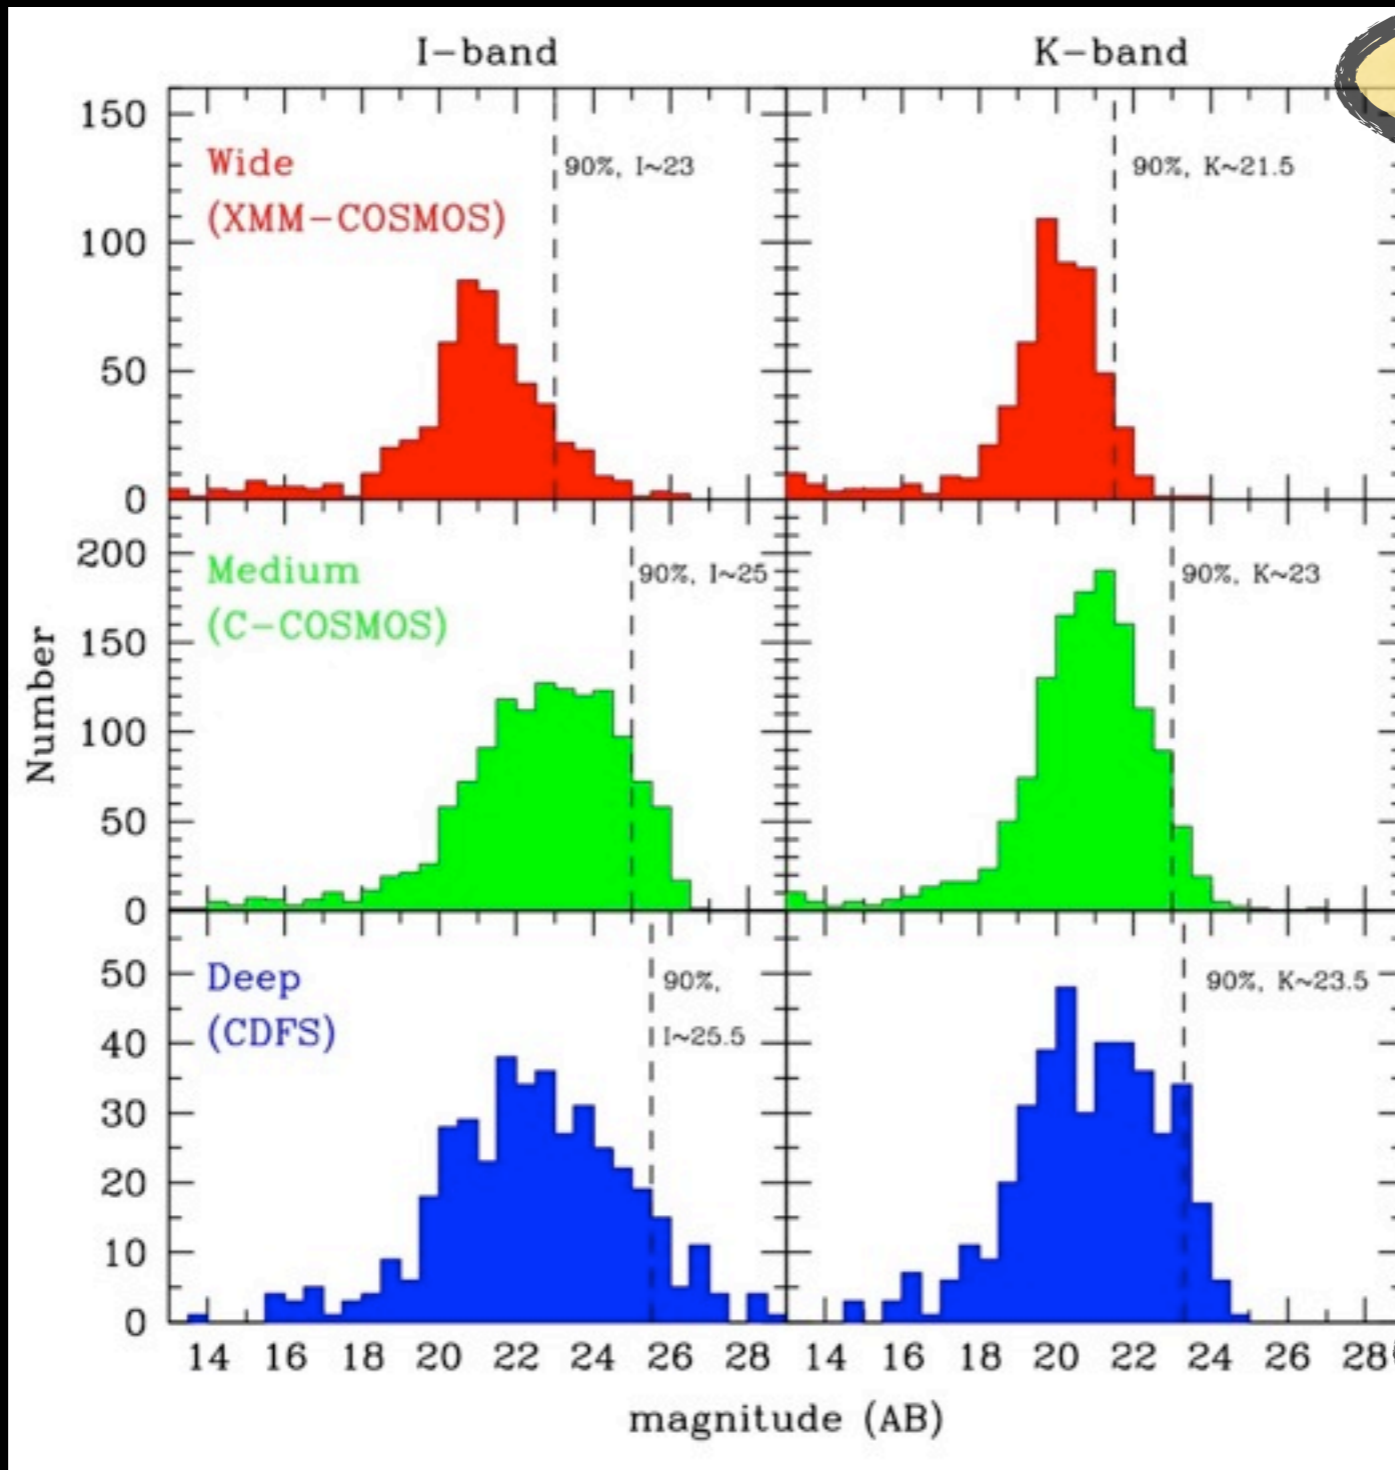 I-band
K-band
150
100
50
0
Wide
(XMM-COSMOS)
90%, I~23
90%, K~21.5
200
150
100
50
0
Medium
(C-COSMOS)
90%, I~25
90%, K~23
Number
50
40
30
20
10
0
Deep
(CDFS)
90%,
I~25.5
90%, K~23.5
14 16 18 20 22 24 26 28 14 16 18 20 22 24 26 28
magnitude (AB)